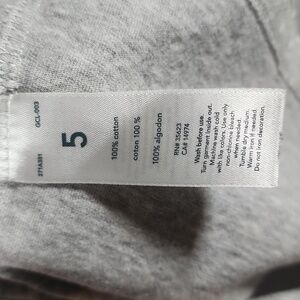 GCL-003
271A381
5
100% cotton
coton 100 %
100% algodon
RN# 35623
CA# 14974
Wash before use.
Turn garment inside out.
Machine wash cold
with like colors. Use only
non-chlorine bleach
when needed.
Tumble dry medium.
Warm iron if needed.
Do not iron decoration.